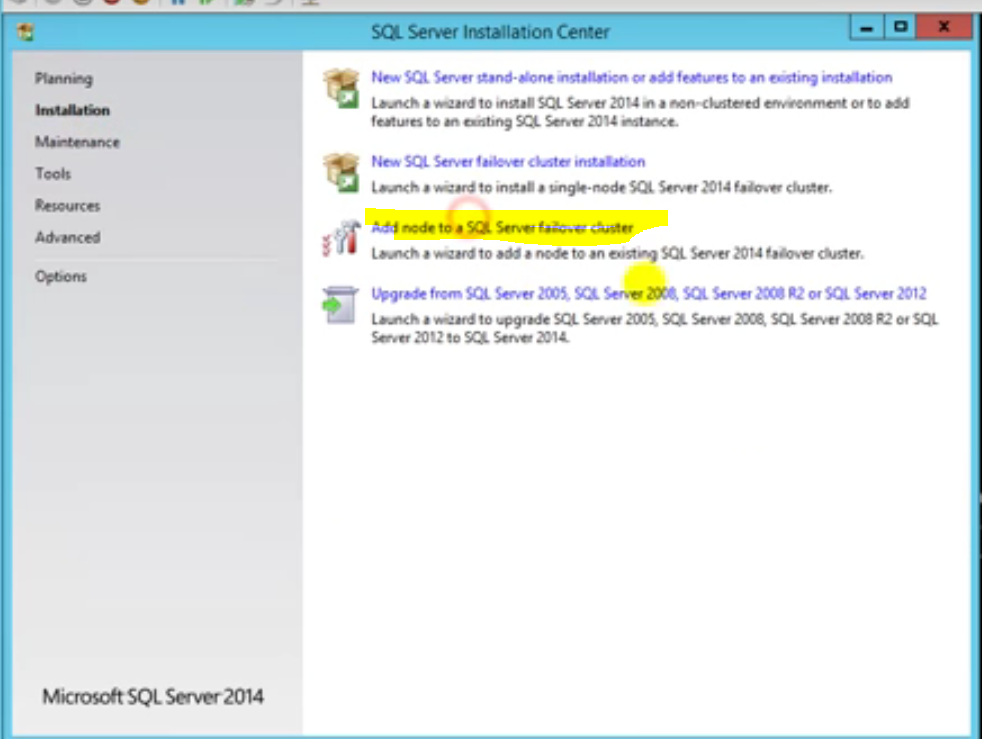 SQL Server Installation Center
Planning
Installation
Maintenance
Tools
Resources
Advanced
Options
New SQL Server stand-alone installation or add features to an existing installation
Launch a wizard to install SQL Server 2014 in a non-clustered environment or to add
features to an existing SQL Server 2014 instance.
New SQL Server failover cluster installation
Launch a wizard to install a single-node SQL Server 2014 failover cluster.
Add node to a SQL Server failover cluster
Launch a wizard to add a node to an existing SQL Server 2014 failover cluster.
Upgrade from SQL Server 2005, SQL Server 2008, SQL Server 2008 R2 or SQL Server 2012
Launch a wizard to upgrade SQL Server 2005, SQL Server 2008, SQL Server 2008 R2 or SQL
Server 2012 to SQL Server 2014.
Microsoft SQL Server 2014